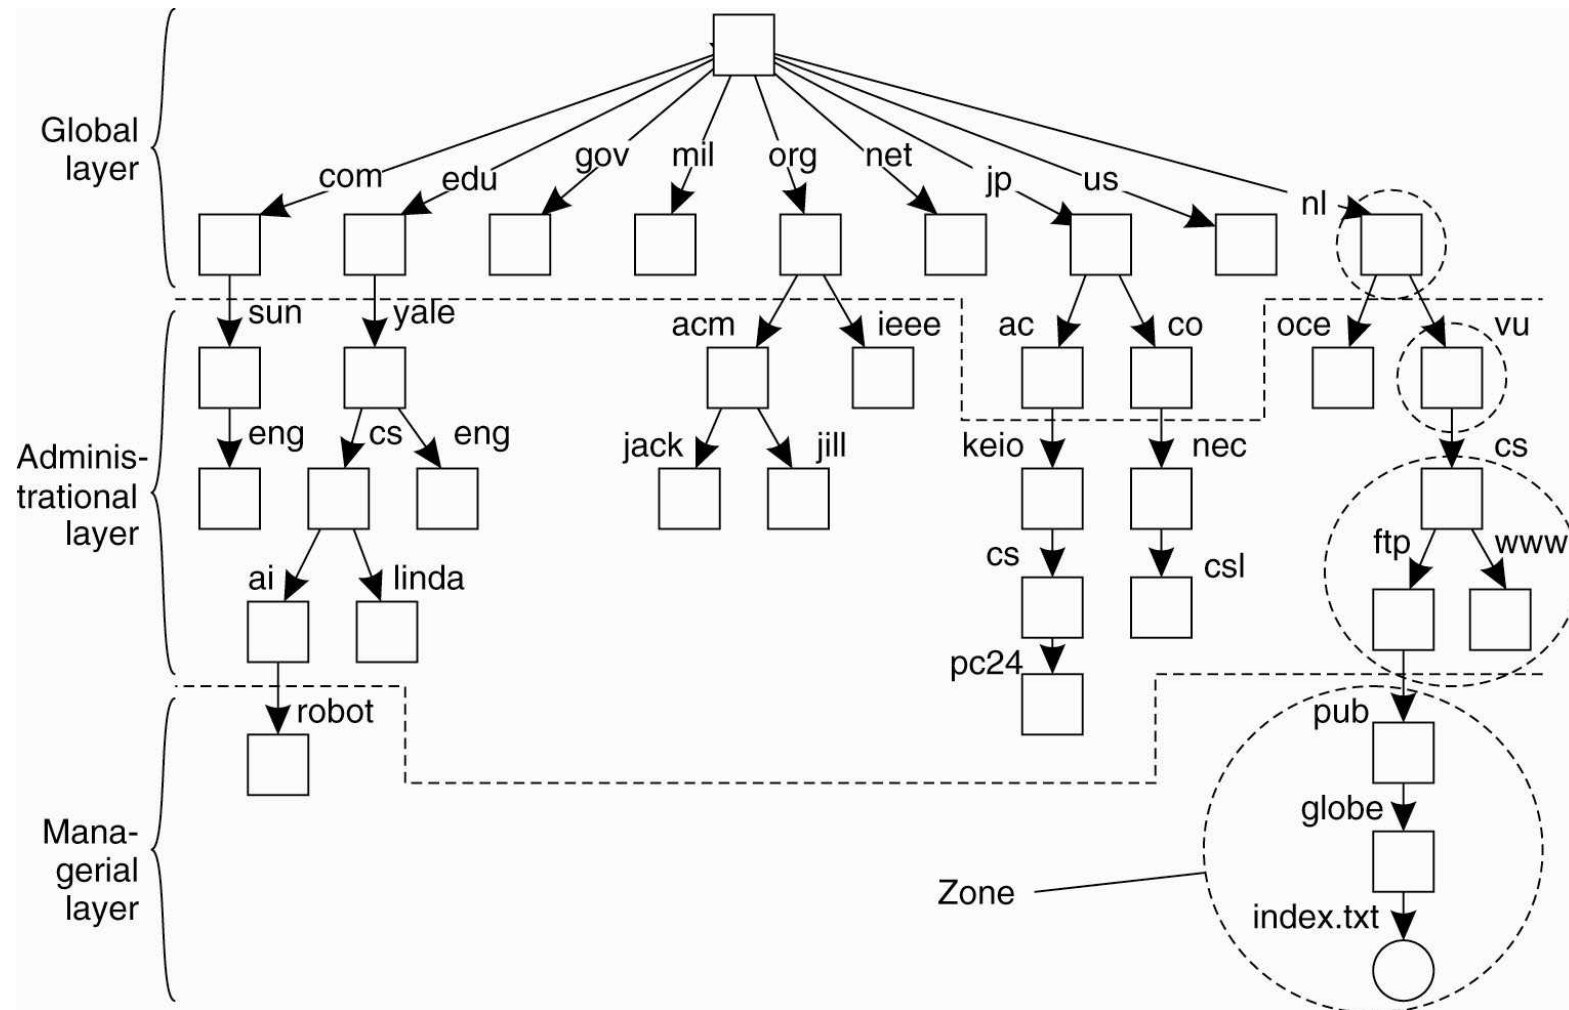 Global
layer
com
edu
gov
mil
org
net
jp
us
nl
sun
yale
acm
ieee
ac
co
oce
vu
Adminis-
trational
layer
eng
cs
eng
jack
jill
keio
nec
cs
ai
linda
cs
csl
ftp
www
pc24
robot
pub
Mana-
gerial
layer
globe
Zone
index.txt